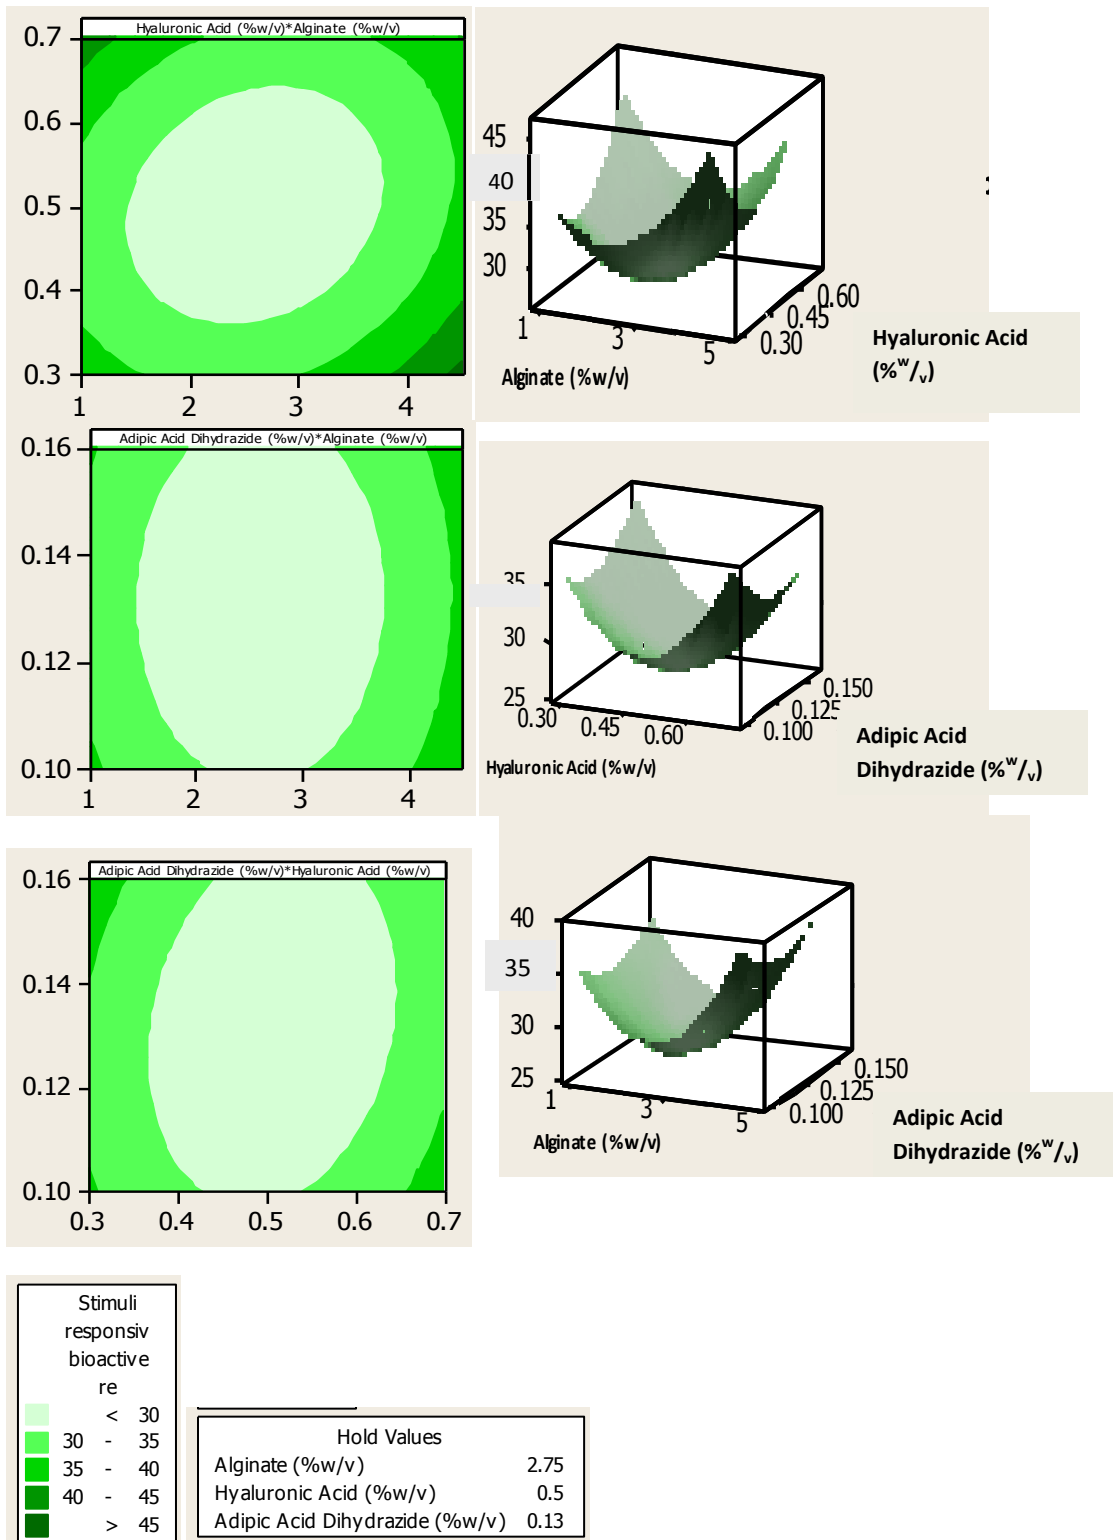 Hyaluronic Acid (%w/v)*Alginate (%w/v)
0.7
0.6
0.5
0.4
0.3
1 2 3 4
45
40
35
30
1 3 5
0.30 0.45 0.60
Alginate (%w/v)
Hyaluronic Acid
(%w/v)
Adipic Acid Dihydrazide (%w/v)*Alginate (%w/v)
0.16
0.14
0.12
0.10
1 2 3 4
35
30
25
0.30 0.45 0.60
0.100 0.125 0.150
Hyaluronic Acid (%w/v)
Adipic Acid
Dihydrazide (%w/v)
Adipic Acid Dihydrazide (%w/v)*Hyaluronic Acid (%w/v)
0.16
0.14
0.12
0.10
0.3 0.4 0.5 0.6 0.7
40
35
30
25
1 3 5
0.100 0.125 0.150
Alginate (%w/v)
Adipic Acid
Dihydrazide (%w/v)
Stimuli
responsiv
bioactive
re
< 30
30 - 35
35 - 40
40 - 45
> 45
Hold Values
Alginate (%w/v) 2.75
Hyaluronic Acid (%w/v) 0.5
Adipic Acid Dihydrazide (%w/v) 0.13